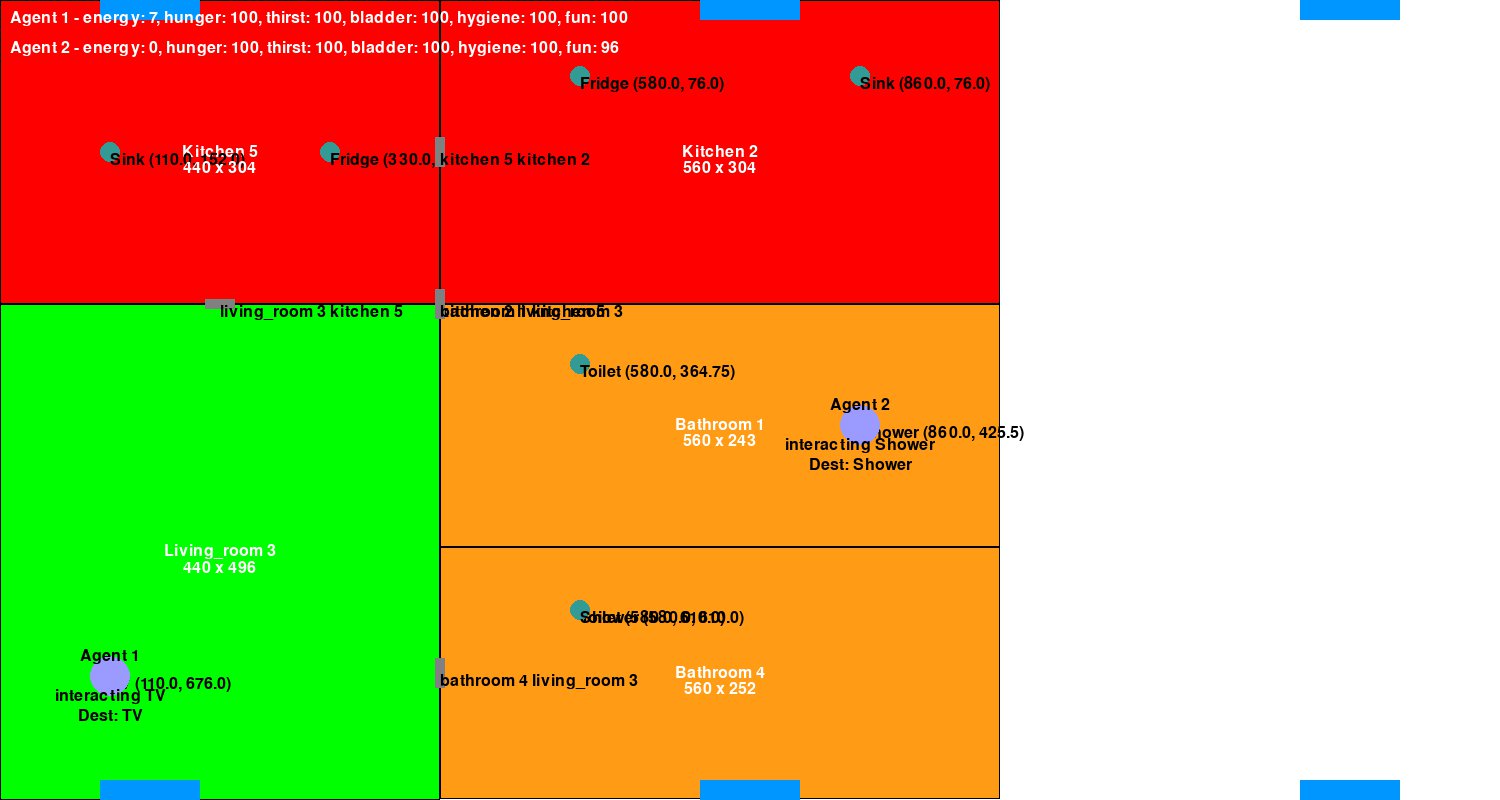 Agent 1 - energy: 7, hunger: 100, thirst: 100, bladder: 100, hygiene: 100, fun: 100
Agent 2 - energy: 0, hunger: 100, thirst: 100, bladder: 100, hygiene: 100, fun: 96
Fridge (580.0, 76.0)
Sink (860.0, 76.0)
Kitchen 5
440 x 304
Sink (110.0, 152.0)
Fridge (330.0, kitchen 5 kitchen 2
Kitchen 2
560 x 304
living_room 3 kitchen 5
living_room 3
Toilet (580.0, 364.75)
Agent 2
Bathroom 1
560 x 243
Shower (860.0, 425.5)
interacting Shower
Dest: Shower
Living_room 3
440 x 496
Agent 1
(110.0, 676.0)
interacting TV
Dest: TV
Bathroom 4
560 x 252
bathroom 4 living_room 3